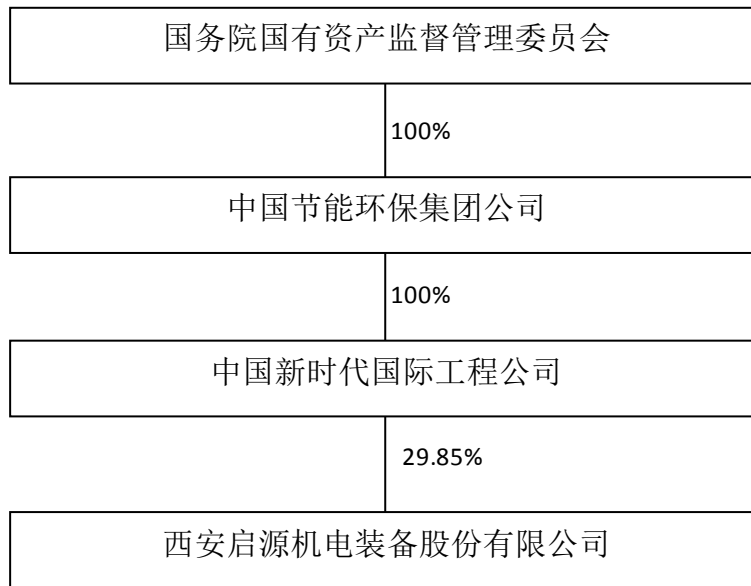 国务院国有资产监督管理委员会
100%
中国节能环保集团公司
100%
中国新时代国际工程公司
29.85%
西安启源机电装备股份有限公司